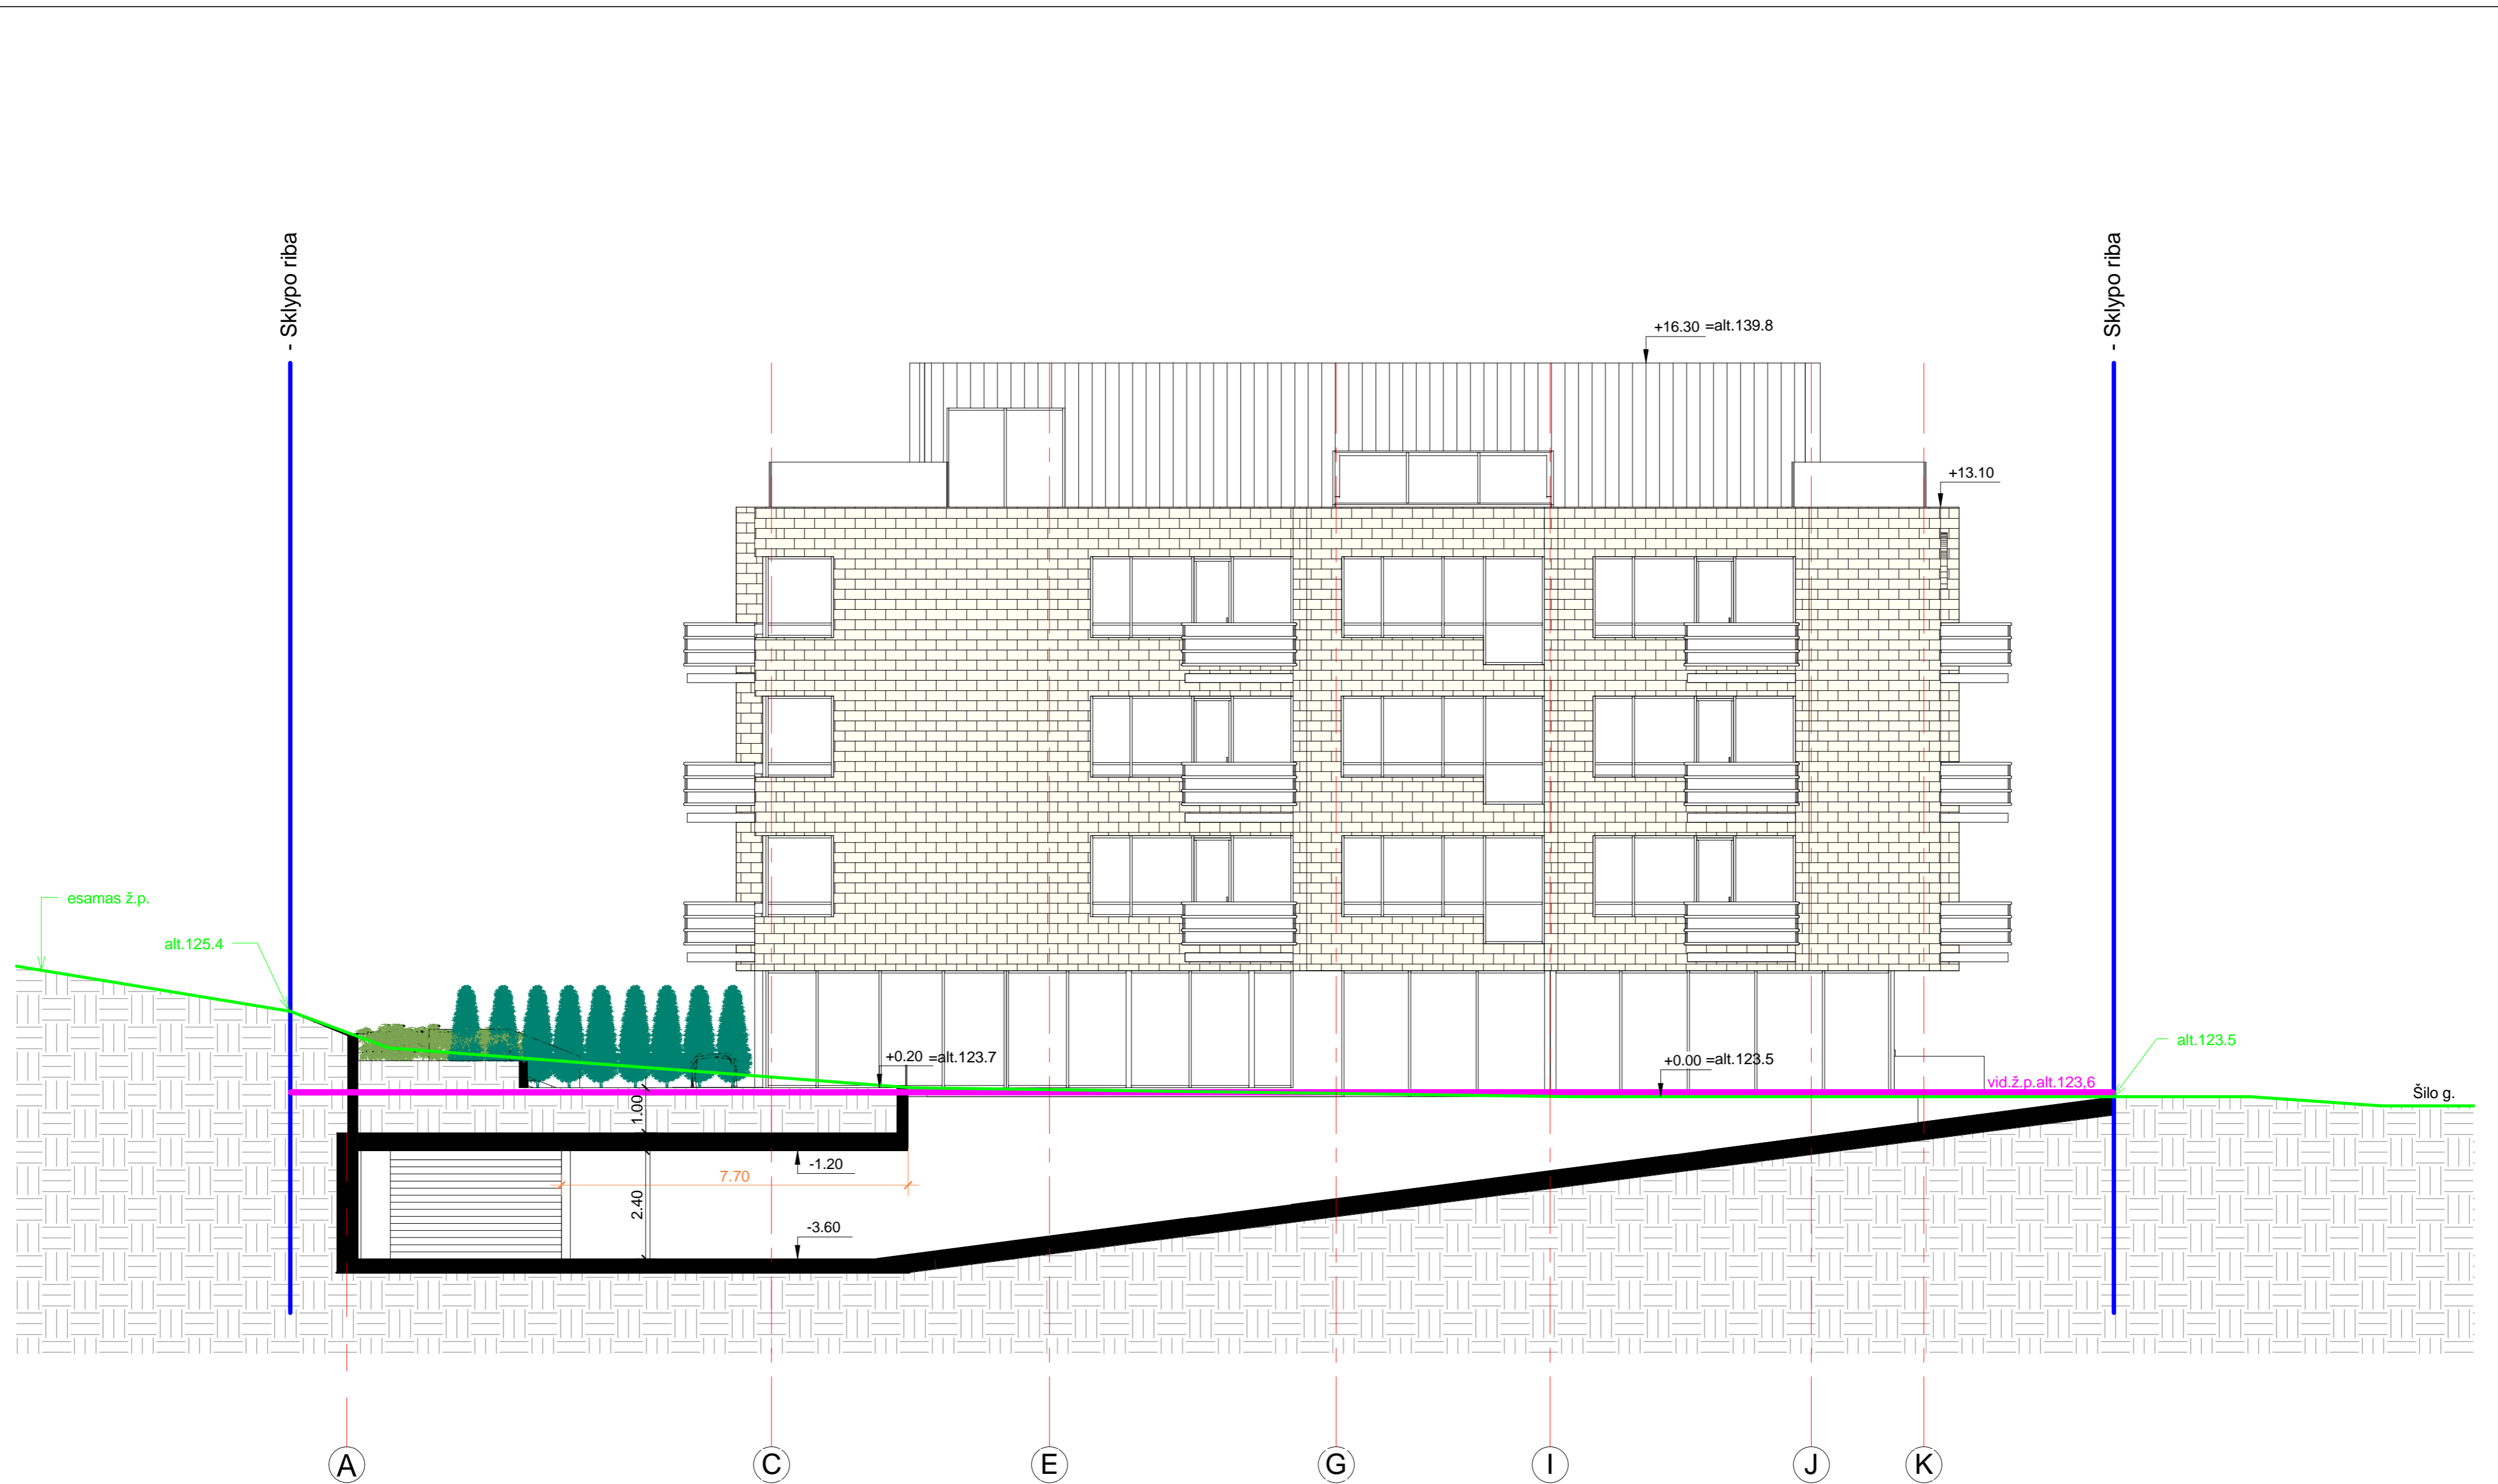 - Sklypo riba
- Sklypo riba
+16.30 =alt.139.8
+13.10
esamas ž.p.
alt.125.4
+0.20 =alt.123.7
+0.00 =alt.123.5
alt.123.5
vid.ž.p.alt.123,6
Šilo g.
1.00
-1.20
7.70
2.40
-3.60
A
C
E
G
I
J
K